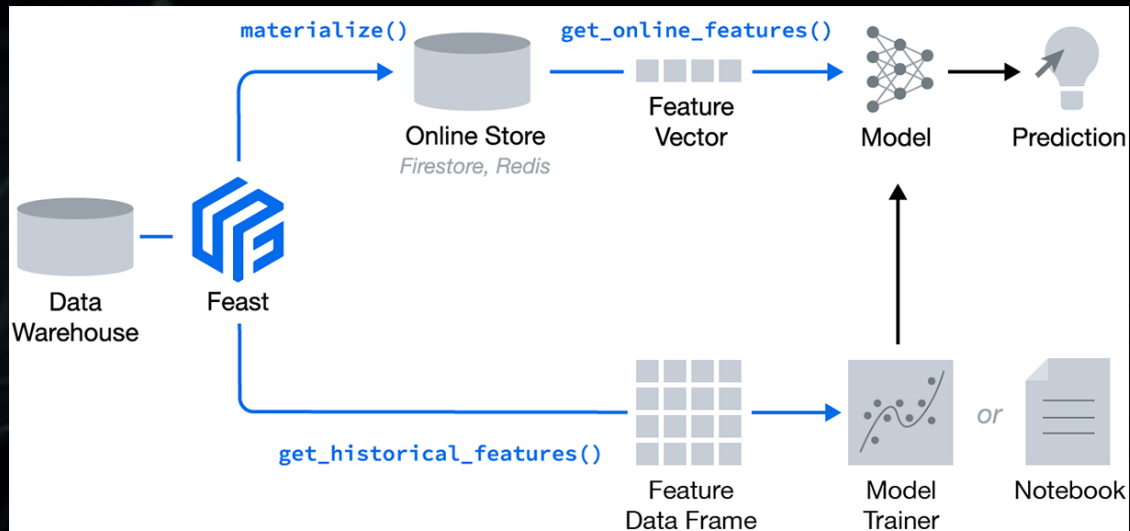 materialize()
get_online_features()
Online Store
Firestore, Redis
Feature
Vector
Model
Prediction
Data
Warehouse
Feast
get_historical_features()
Feature
Data Frame
Model
Trainer
or
Notebook